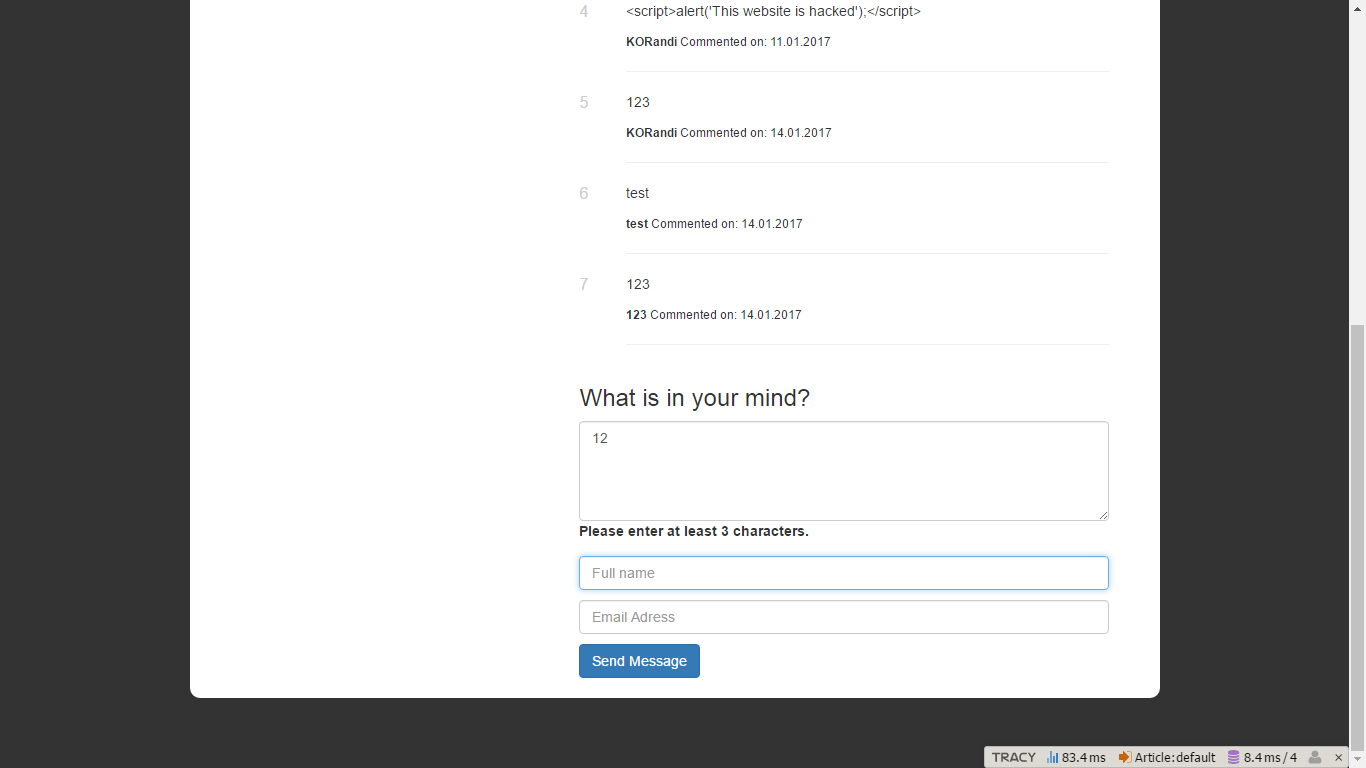 4 <script>alert('This website is hacked');</script>
KORandi Commented on: 11.01.2017
5 123
KORandi Commented on: 14.01.2017
6 test
test Commented on: 14.01.2017
7 123
123 Commented on: 14.01.2017
What is in your mind?
12
Please enter at least 3 characters.
Full name
Email Adress
Send Message
TRACY 83.4 ms Article:default 8.4 ms / 4 ×